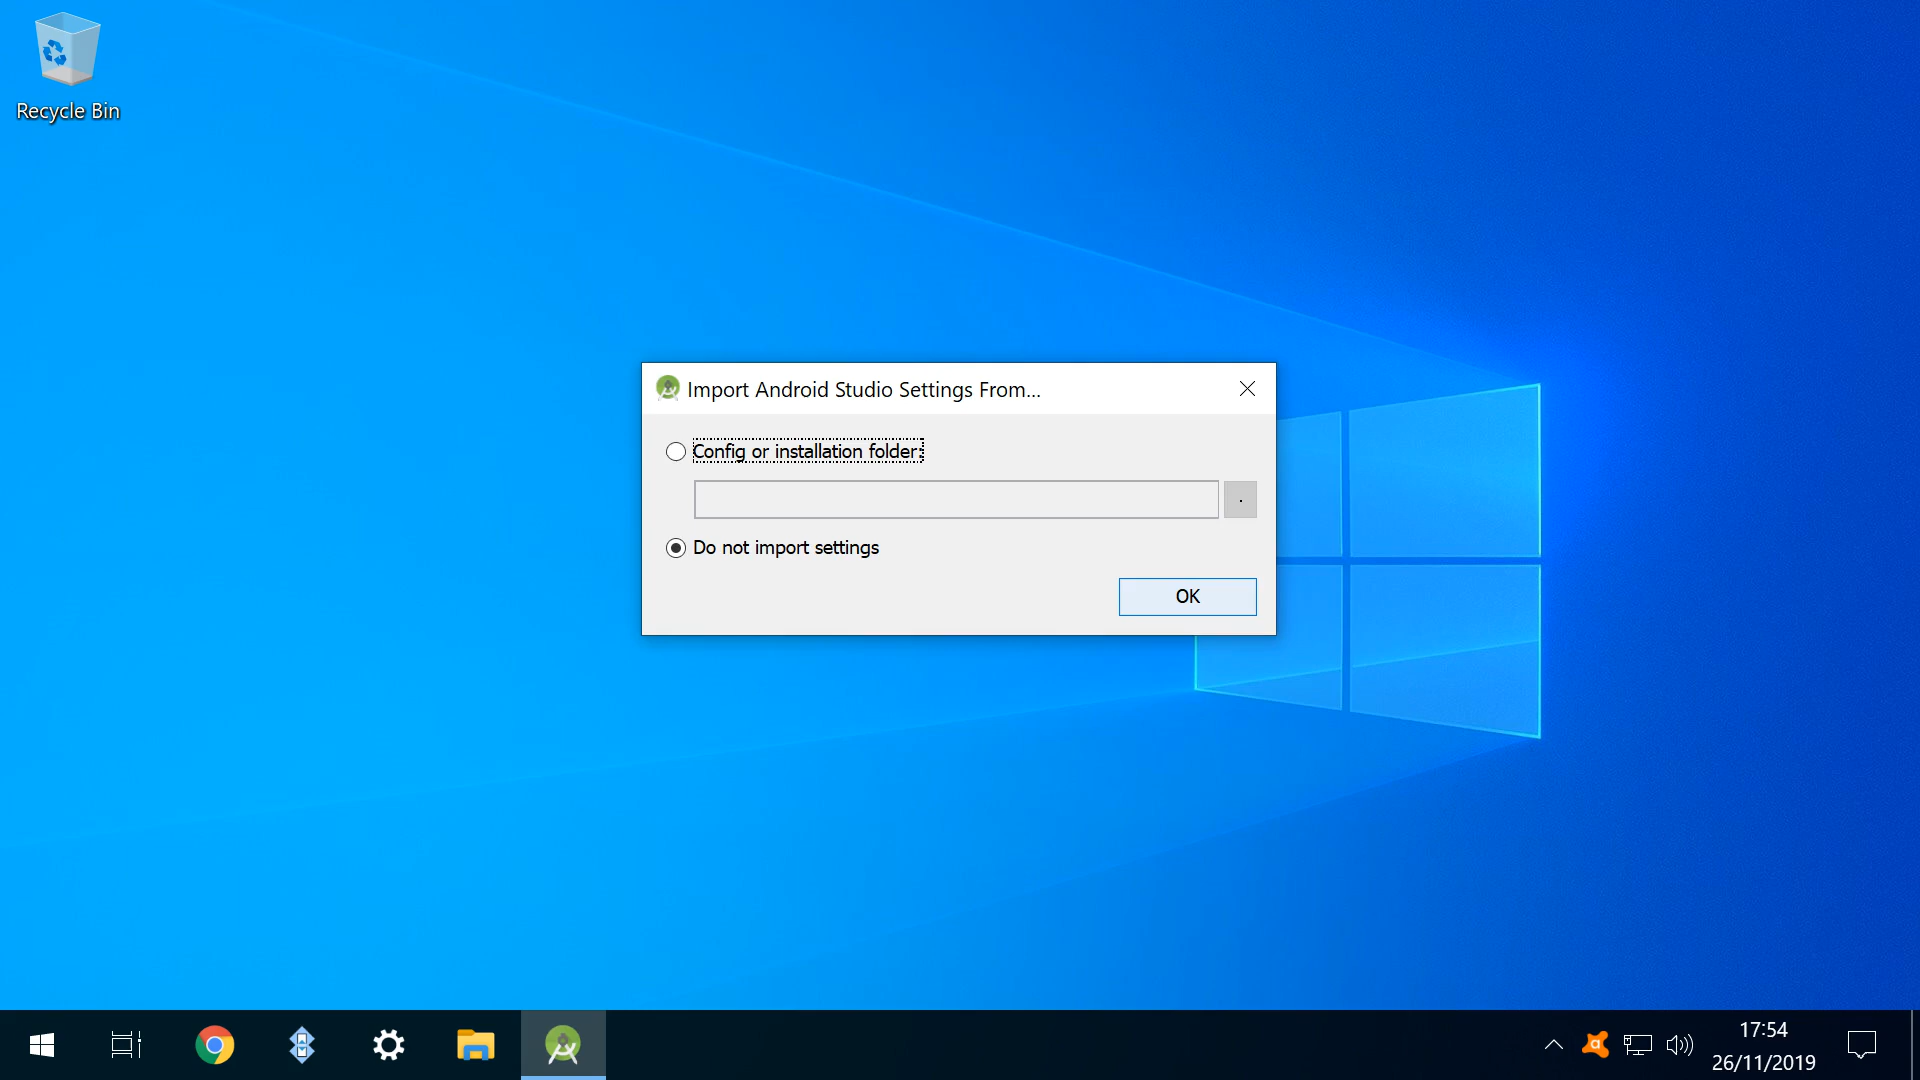 Recycle Bin
Import Android Studio Settings From...
Config or installation folder:
.
Do not import settings
OK
17:54
26/11/2019